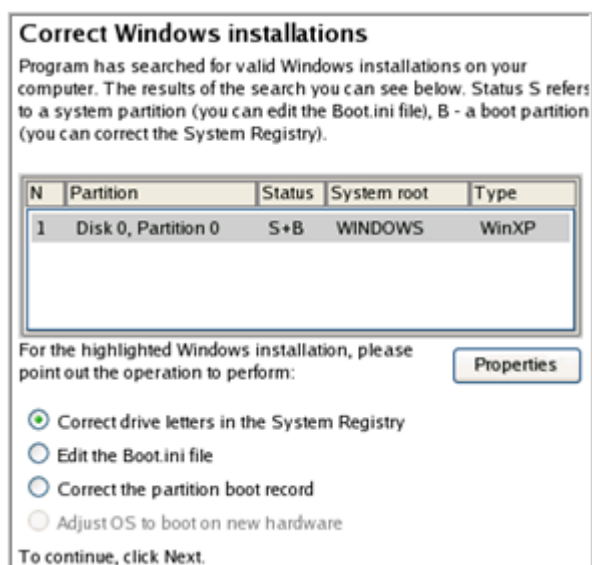 Correct Windows installations
Program has searched for valid Windows installations on your
computer. The results of the search you can see below. Status S refers
to a system partition (you can edit the Boot.ini file), B - a boot partition
(you can correct the System Registry).
N Partition Status System root Type
1 Disk 0, Partition 0 S+B WINDOWS WinXP
For the highlighted Windows installation, please
point out the operation to perform:
Properties
Correct drive letters in the System Registry
Edit the Boot.ini file
Correct the partition boot record
Adjust OS to boot on new hardware
To continue, click Next.